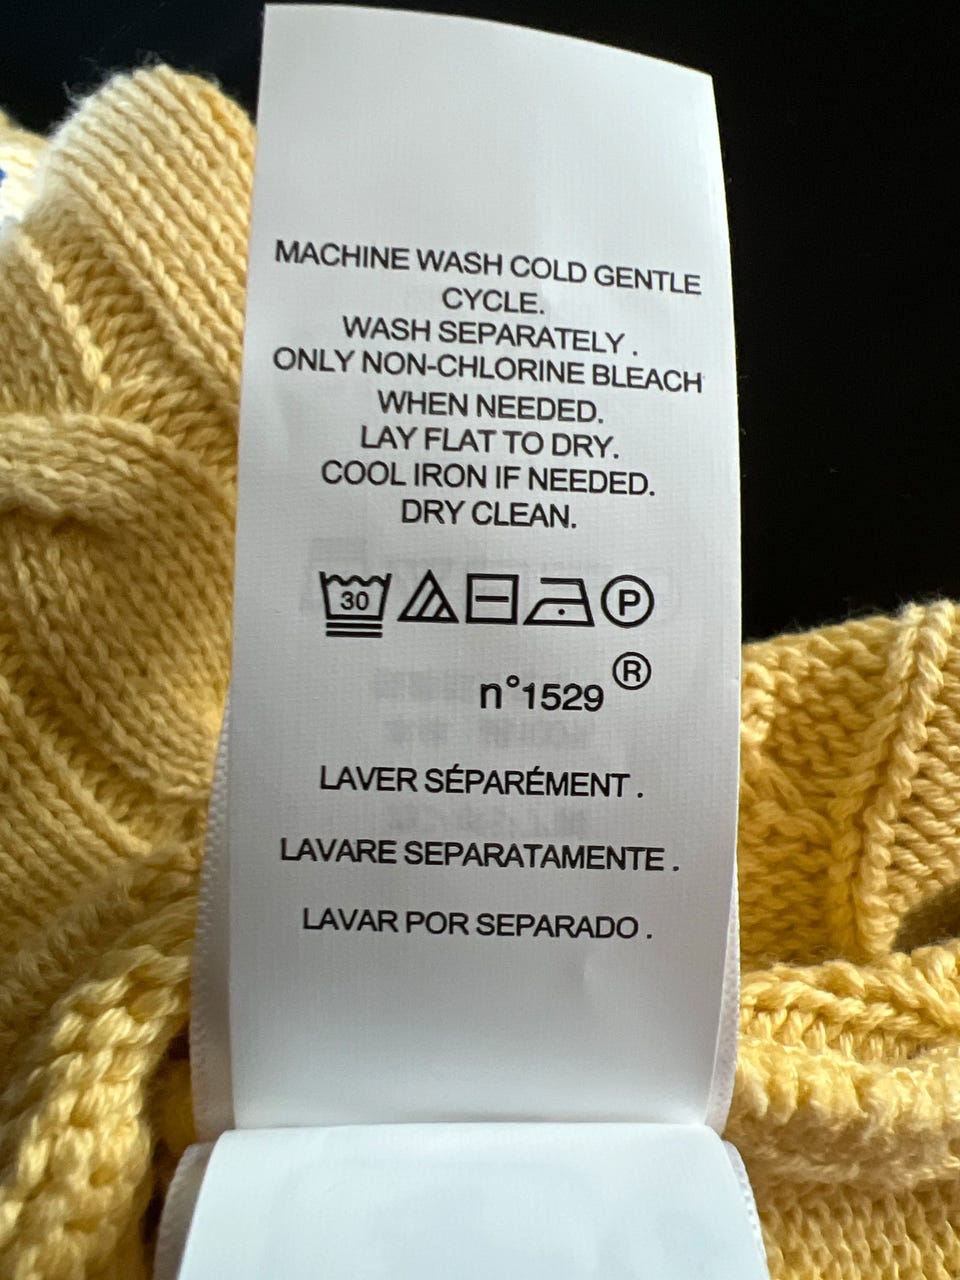 MACHINE WASH COLD GENTLE
CYCLE.
WASH SEPARATELY .
ONLY NON-CHLORINE BLEACH
WHEN NEEDED.
LAY FLAT TO DRY.
COOL IRON IF NEEDED.
DRY CLEAN.
30 P
®
n°1529
LAVER SÉPARÉMENT .
LAVARE SEPARATAMENTE .
LAVAR POR SEPARADO .